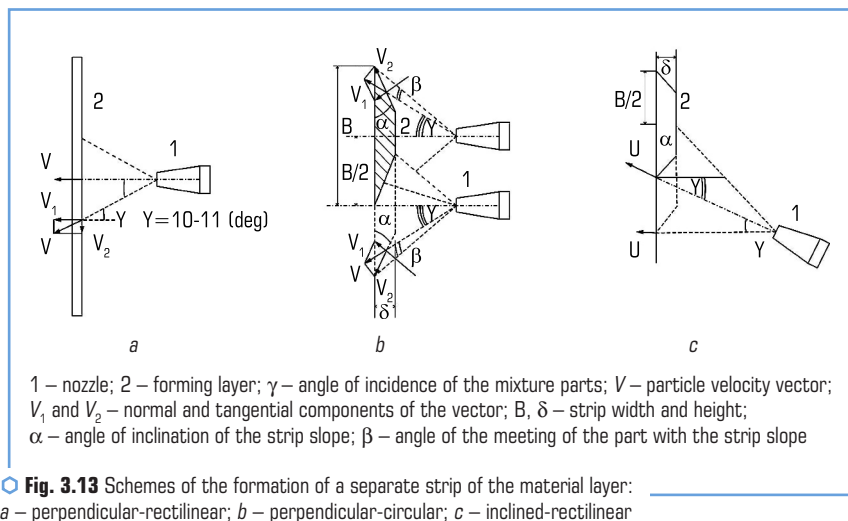 2
1
V
V₁
V
V₂
Y Y=10-11 (deg)
a
V₂
β
V₁
α
B
2
Y
B/2
1
Y
α
V₁
β
V₂
δ
b
δ
B/2
2
U
α
Y
1
U
Y
c
1 – nozzle; 2 – forming layer; γ – angle of incidence of the mixture parts; V – particle velocity vector;
V₁ and V₂ – normal and tangential components of the vector; B, δ – strip width and height;
α – angle of inclination of the strip slope; β – angle of the meeting of the part with the strip slope
Fig. 3.13 Schemes of the formation of a separate strip of the material layer:
a – perpendicular-rectilinear; b – perpendicular-circular; c – inclined-rectilinear